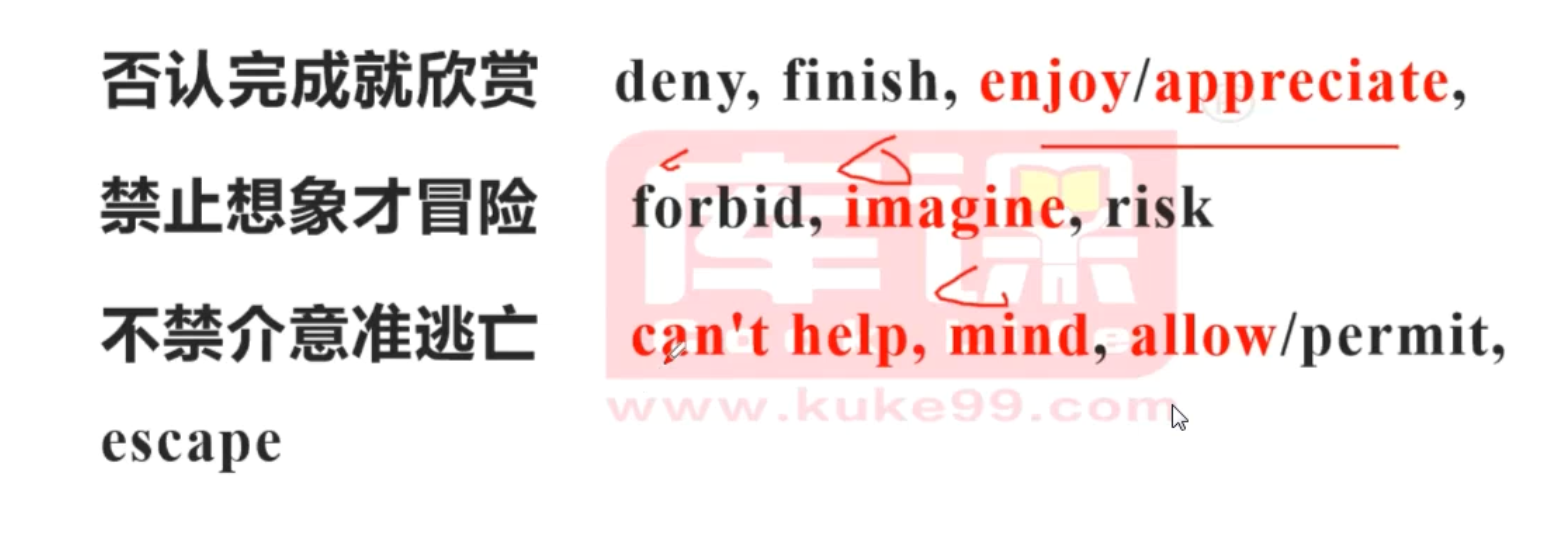 否认完成就欣赏 deny, finish, enjoy/appreciate,
禁止想象才冒险 forbid, imagine, risk
库课
不禁介意准逃亡 can't help, mind, allow/permit,
www.kuke99.com
escape